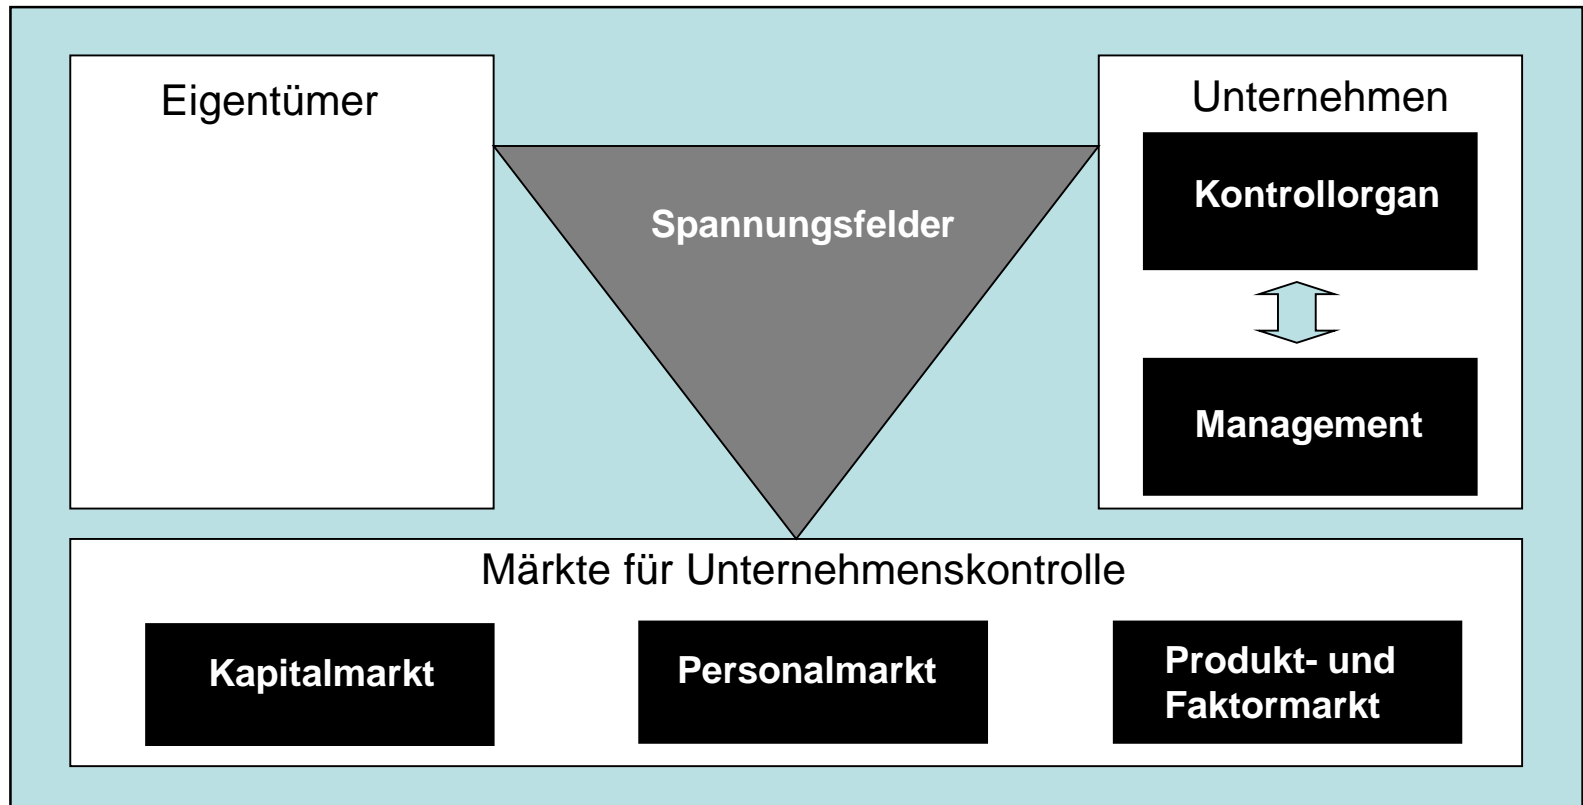 Eigentümer
Unternehmen
Kontrollorgan
Spannungsfelder
Management
Märkte für Unternehmenskontrolle
Kapitalmarkt
Personalmarkt
Produkt- und
Faktormarkt